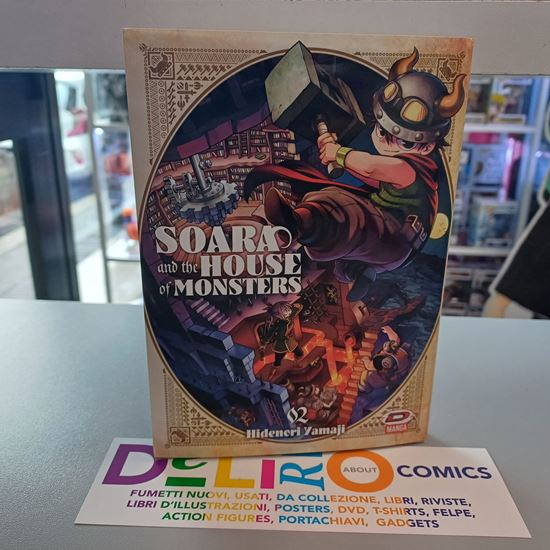 SOARA
and the HOUSE
of MONSTERS
02
Hidenori Yamaji
D
MANGA
DeLiRiO ABOUT COMICS
FUMETTI NUOVI, USATI, DA COLLEZIONE, LIBRI, RIVISTE,
LIBRI D'ILLUSTRAZIONI, POSTERS, DVD, T-SHIRTS, FELPE,
ACTION FIGURES, PORTACHIAVI, GADGETS